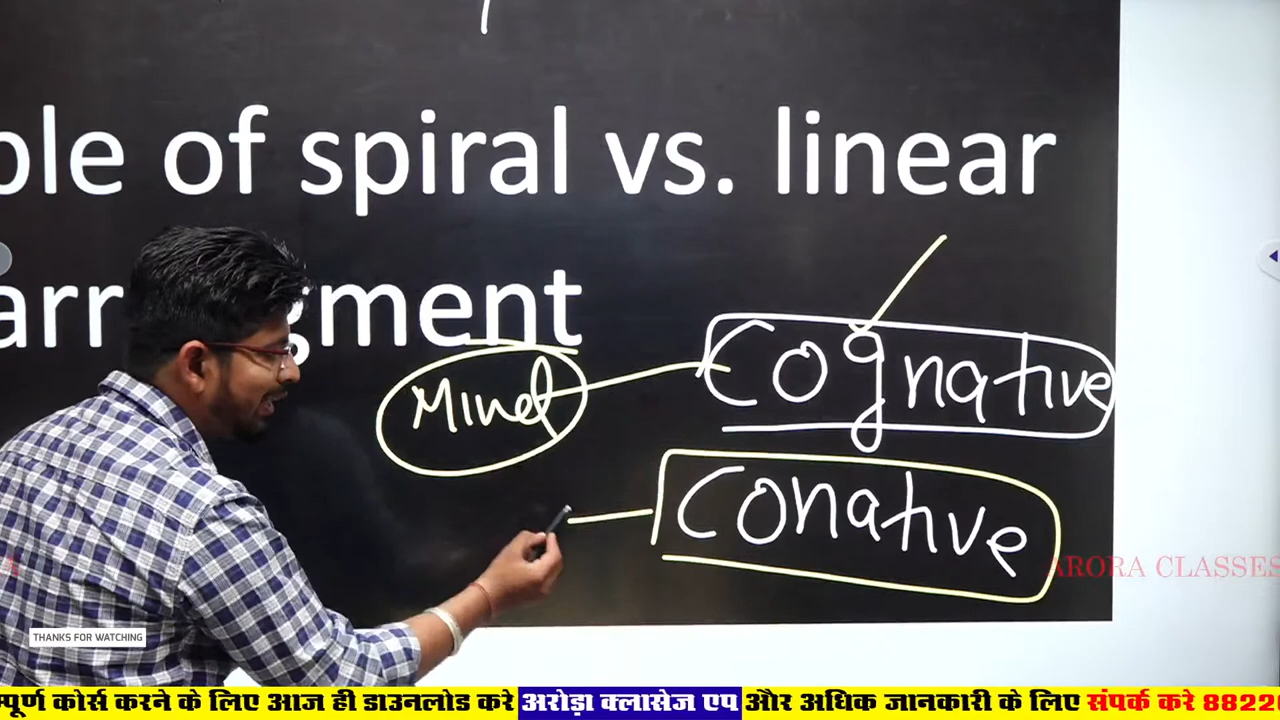 ple of spiral vs. linear
arr gment
Mind
Cognative
Conative
ARORA CLASSES
THANKS FOR WATCHING
म्पूर्ण कोर्स करने के लिए आज ही डाउनलोड करे अरोड़ा क्लासेज एप और अधिक जानकारी के लिए संपर्क करे 8822